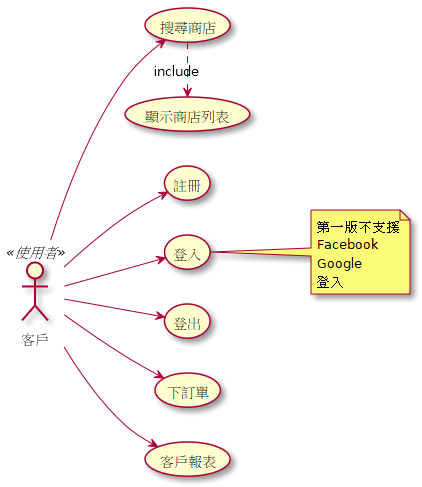 搜尋商店
include
顯示商店列表
註冊
第一版不支援
Facebook
Google
登入
登入
«使用者»
客戶
登出
下訂單
客戶報表